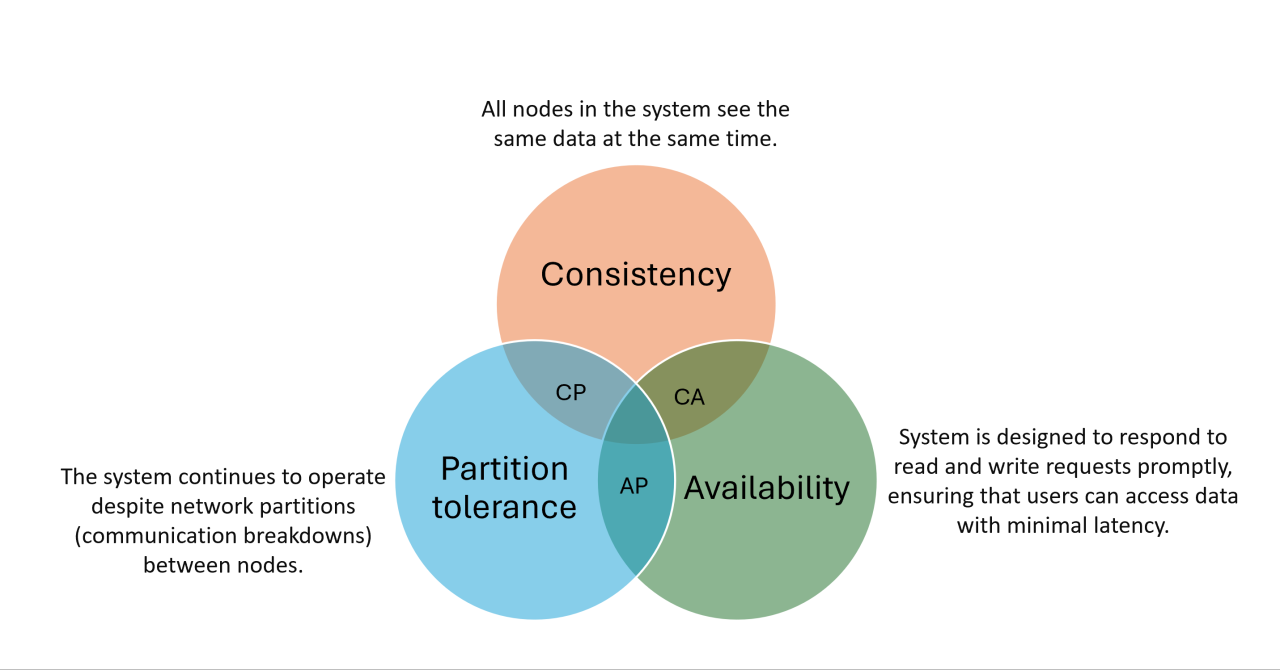 All nodes in the system see the
same data at the same time.
Consistency
CP
CA
Partition
tolerance
AP
Availability
The system continues to operate
despite network partitions
(communication breakdowns)
between nodes.
System is designed to respond to
read and write requests promptly,
ensuring that users can access data
with minimal latency.